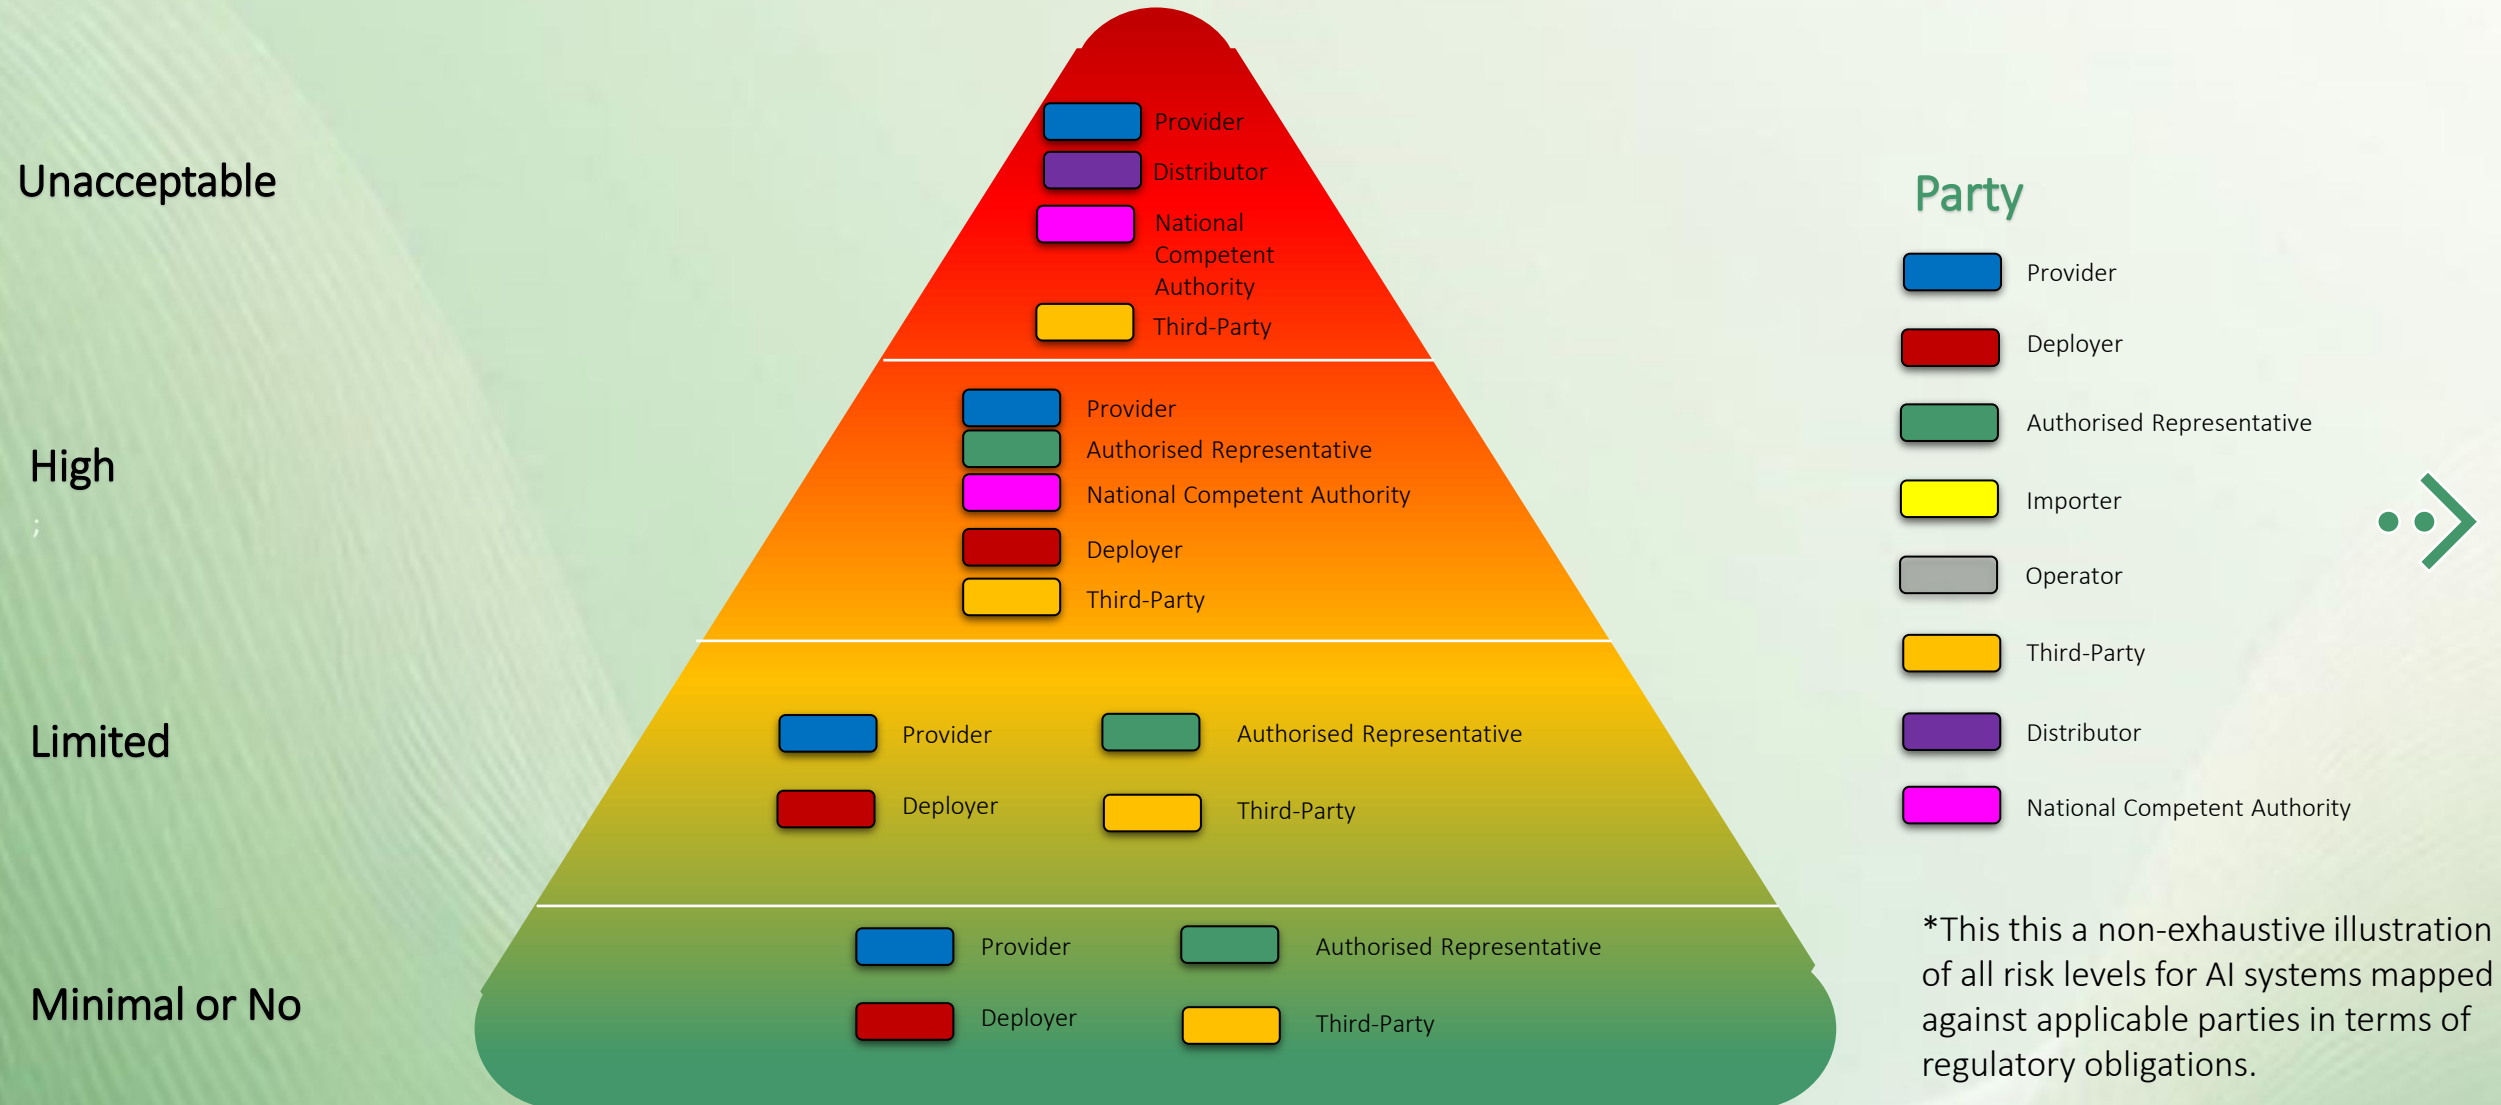 Unacceptable
Provider
Distributor
National
Competent
Authority
Third-Party
High
;
Provider
Authorised Representative
National Competent Authority
Deployer
Third-Party
Limited
Provider
Authorised Representative
Deployer
Third-Party
Minimal or No
Provider
Authorised Representative
Deployer
Third-Party
Party
Provider
Deployer
Authorised Representative
Importer
Operator
Third-Party
Distributor
National Competent Authority
*This this a non-exhaustive illustration
of all risk levels for AI systems mapped
against applicable parties in terms of
regulatory obligations.